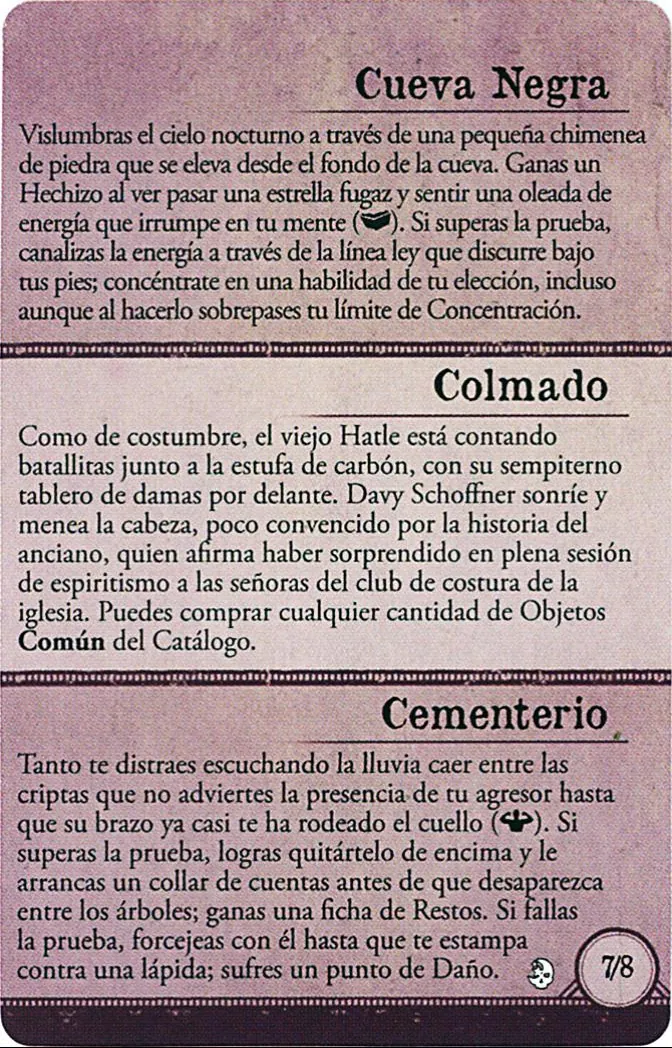 Cueva Negra
Vislumbras el cielo nocturno a través de una pequeña chimenea
de piedra que se eleva desde el fondo de la cueva. Ganas un
Hechizo al ver pasar una estrella fugaz y sentir una oleada de
energía que irrumpe en tu mente (). Si superas la prueba,
canalizas la energía a través de la línea ley que discurre bajo
tus pies; concéntrate en una habilidad de tu elección, incluso
aunque al hacerlo sobrepases tu límite de Concentración.
Colmado
Como de costumbre, el viejo Hatle está contando
batallitas junto a la estufa de carbón, con su sempiterno
tablero de damas por delante. Davy Schoffner sonríe y
menea la cabeza, poco convencido por la historia del
anciano, quien afirma haber sorprendido en plena sesión
de espiritismo a las señoras del club de costura de la
iglesia. Puedes comprar cualquier cantidad de Objetos
Común del Catálogo.
Cementerio
Tanto te distraes escuchando la lluvia caer entre las
criptas que no adviertes la presencia de tu agresor hasta
que su brazo ya casi te ha rodeado el cuello (). Si
superas la prueba, logras quitártelo de encima y le
arrancas un collar de cuentas antes de que desaparezca
entre los árboles; ganas una ficha de Restos. Si fallas
la prueba, forcejeas con él hasta que te estampa
contra una lápida; sufres un punto de Daño.
7/8